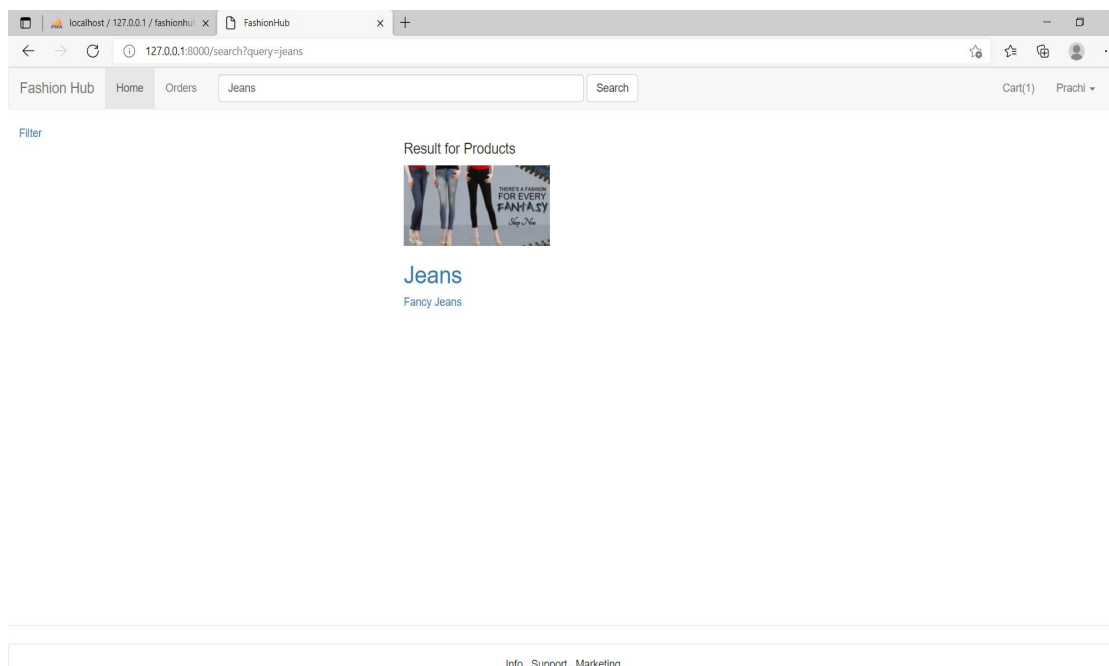 localhost / 127.0.0.1 / fashionhu
FashionHub
127.0.0.1:8000/search?query=jeans
Fashion Hub Home Orders Jeans Search Cart(1) Prachi
Filter
Result for Products
THERE'S A FASHION
FOR EVERY
FANTASY
Shop Now
Jeans
Fancy Jeans
Info Support Marketing